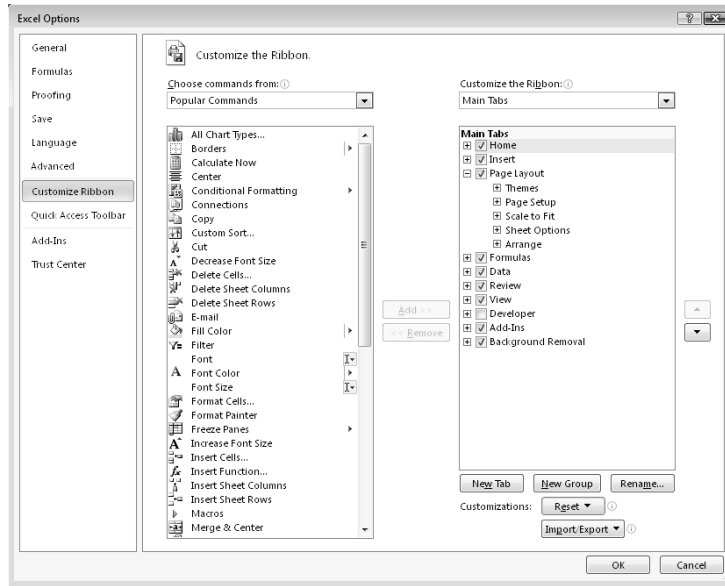 Excel Options
General
Formulas
Proofing
Save
Language
Advanced
Customize Ribbon
Quick Access Toolbar
Add-Ins
Trust Center
Customize the Ribbon.
Choose commands from:
Popular Commands
All Chart Types...
Borders
Calculate Now
Center
Conditional Formatting
Connections
Copy
Custom Sort...
Cut
Decrease Font Size
Delete Cells...
Delete Sheet Columns
Delete Sheet Rows
E-mail
Fill Color
Filter
Font
Font Color
Font Size
Format Cells...
Format Painter
Freeze Panes
Increase Font Size
Insert Cells...
Insert Function...
Insert Sheet Columns
Insert Sheet Rows
Macros
Merge & Center
Add >>
<< Remove
Customize the Ribbon:
Main Tabs
Main Tabs
Home
Insert
Page Layout
Themes
Page Setup
Scale to Fit
Sheet Options
Arrange
Formulas
Data
Review
View
Developer
Add-Ins
Background Removal
New Tab
New Group
Rename...
Customizations:
Reset
Import/Export
OK
Cancel